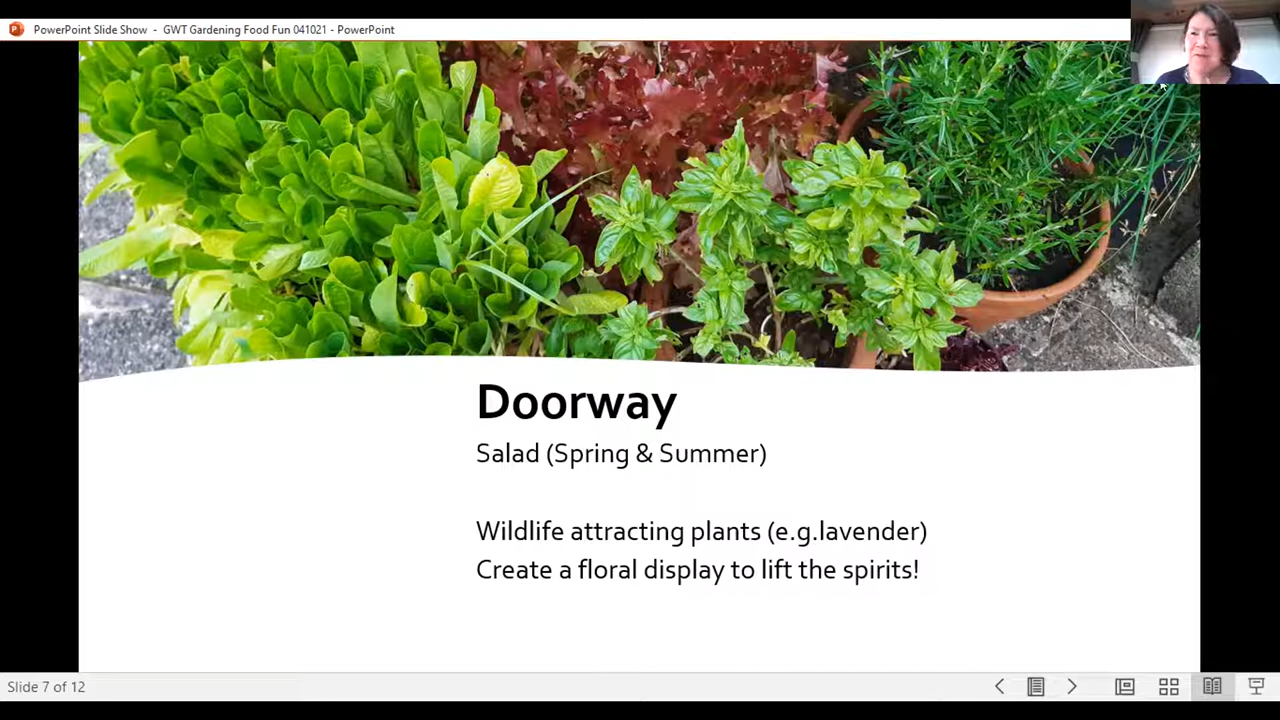 PowerPoint Slide Show - GWT Gardening Food Fun 041021 - PowerPoint
Doorway
Salad (Spring & Summer)
Wildlife attracting plants (e.g.lavender)
Create a floral display to lift the spirits!
Slide 7 of 12